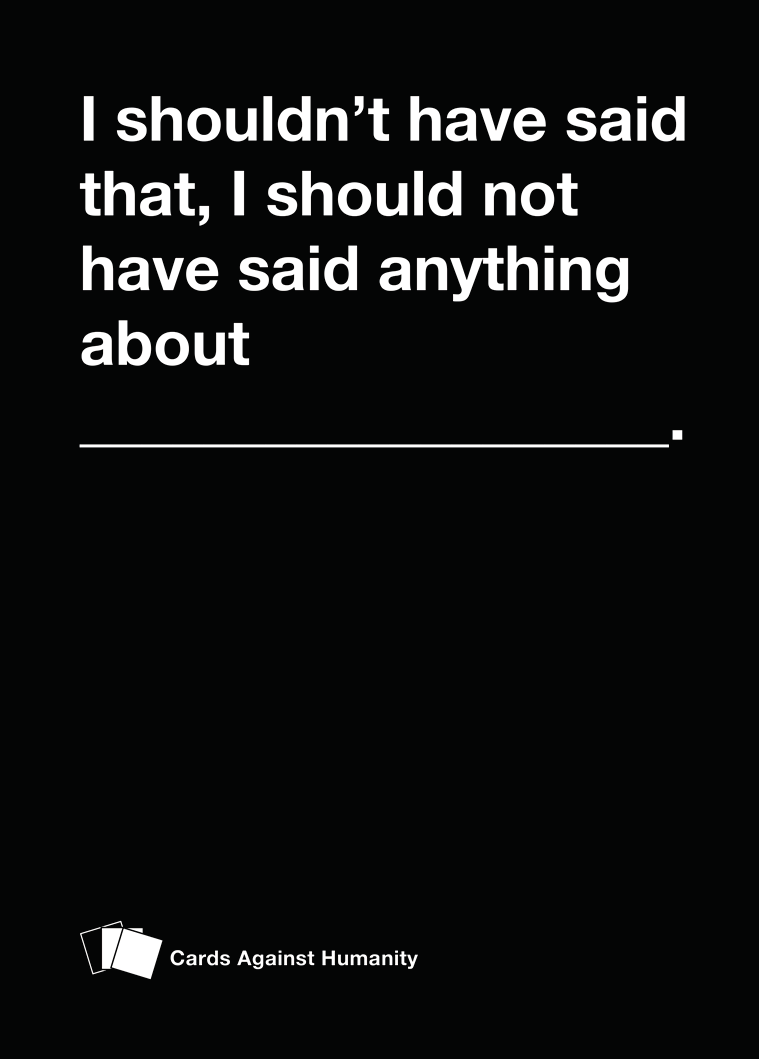 I shouldn’t have said
that, I should not
have said anything
about
____________________.
Cards Against Humanity